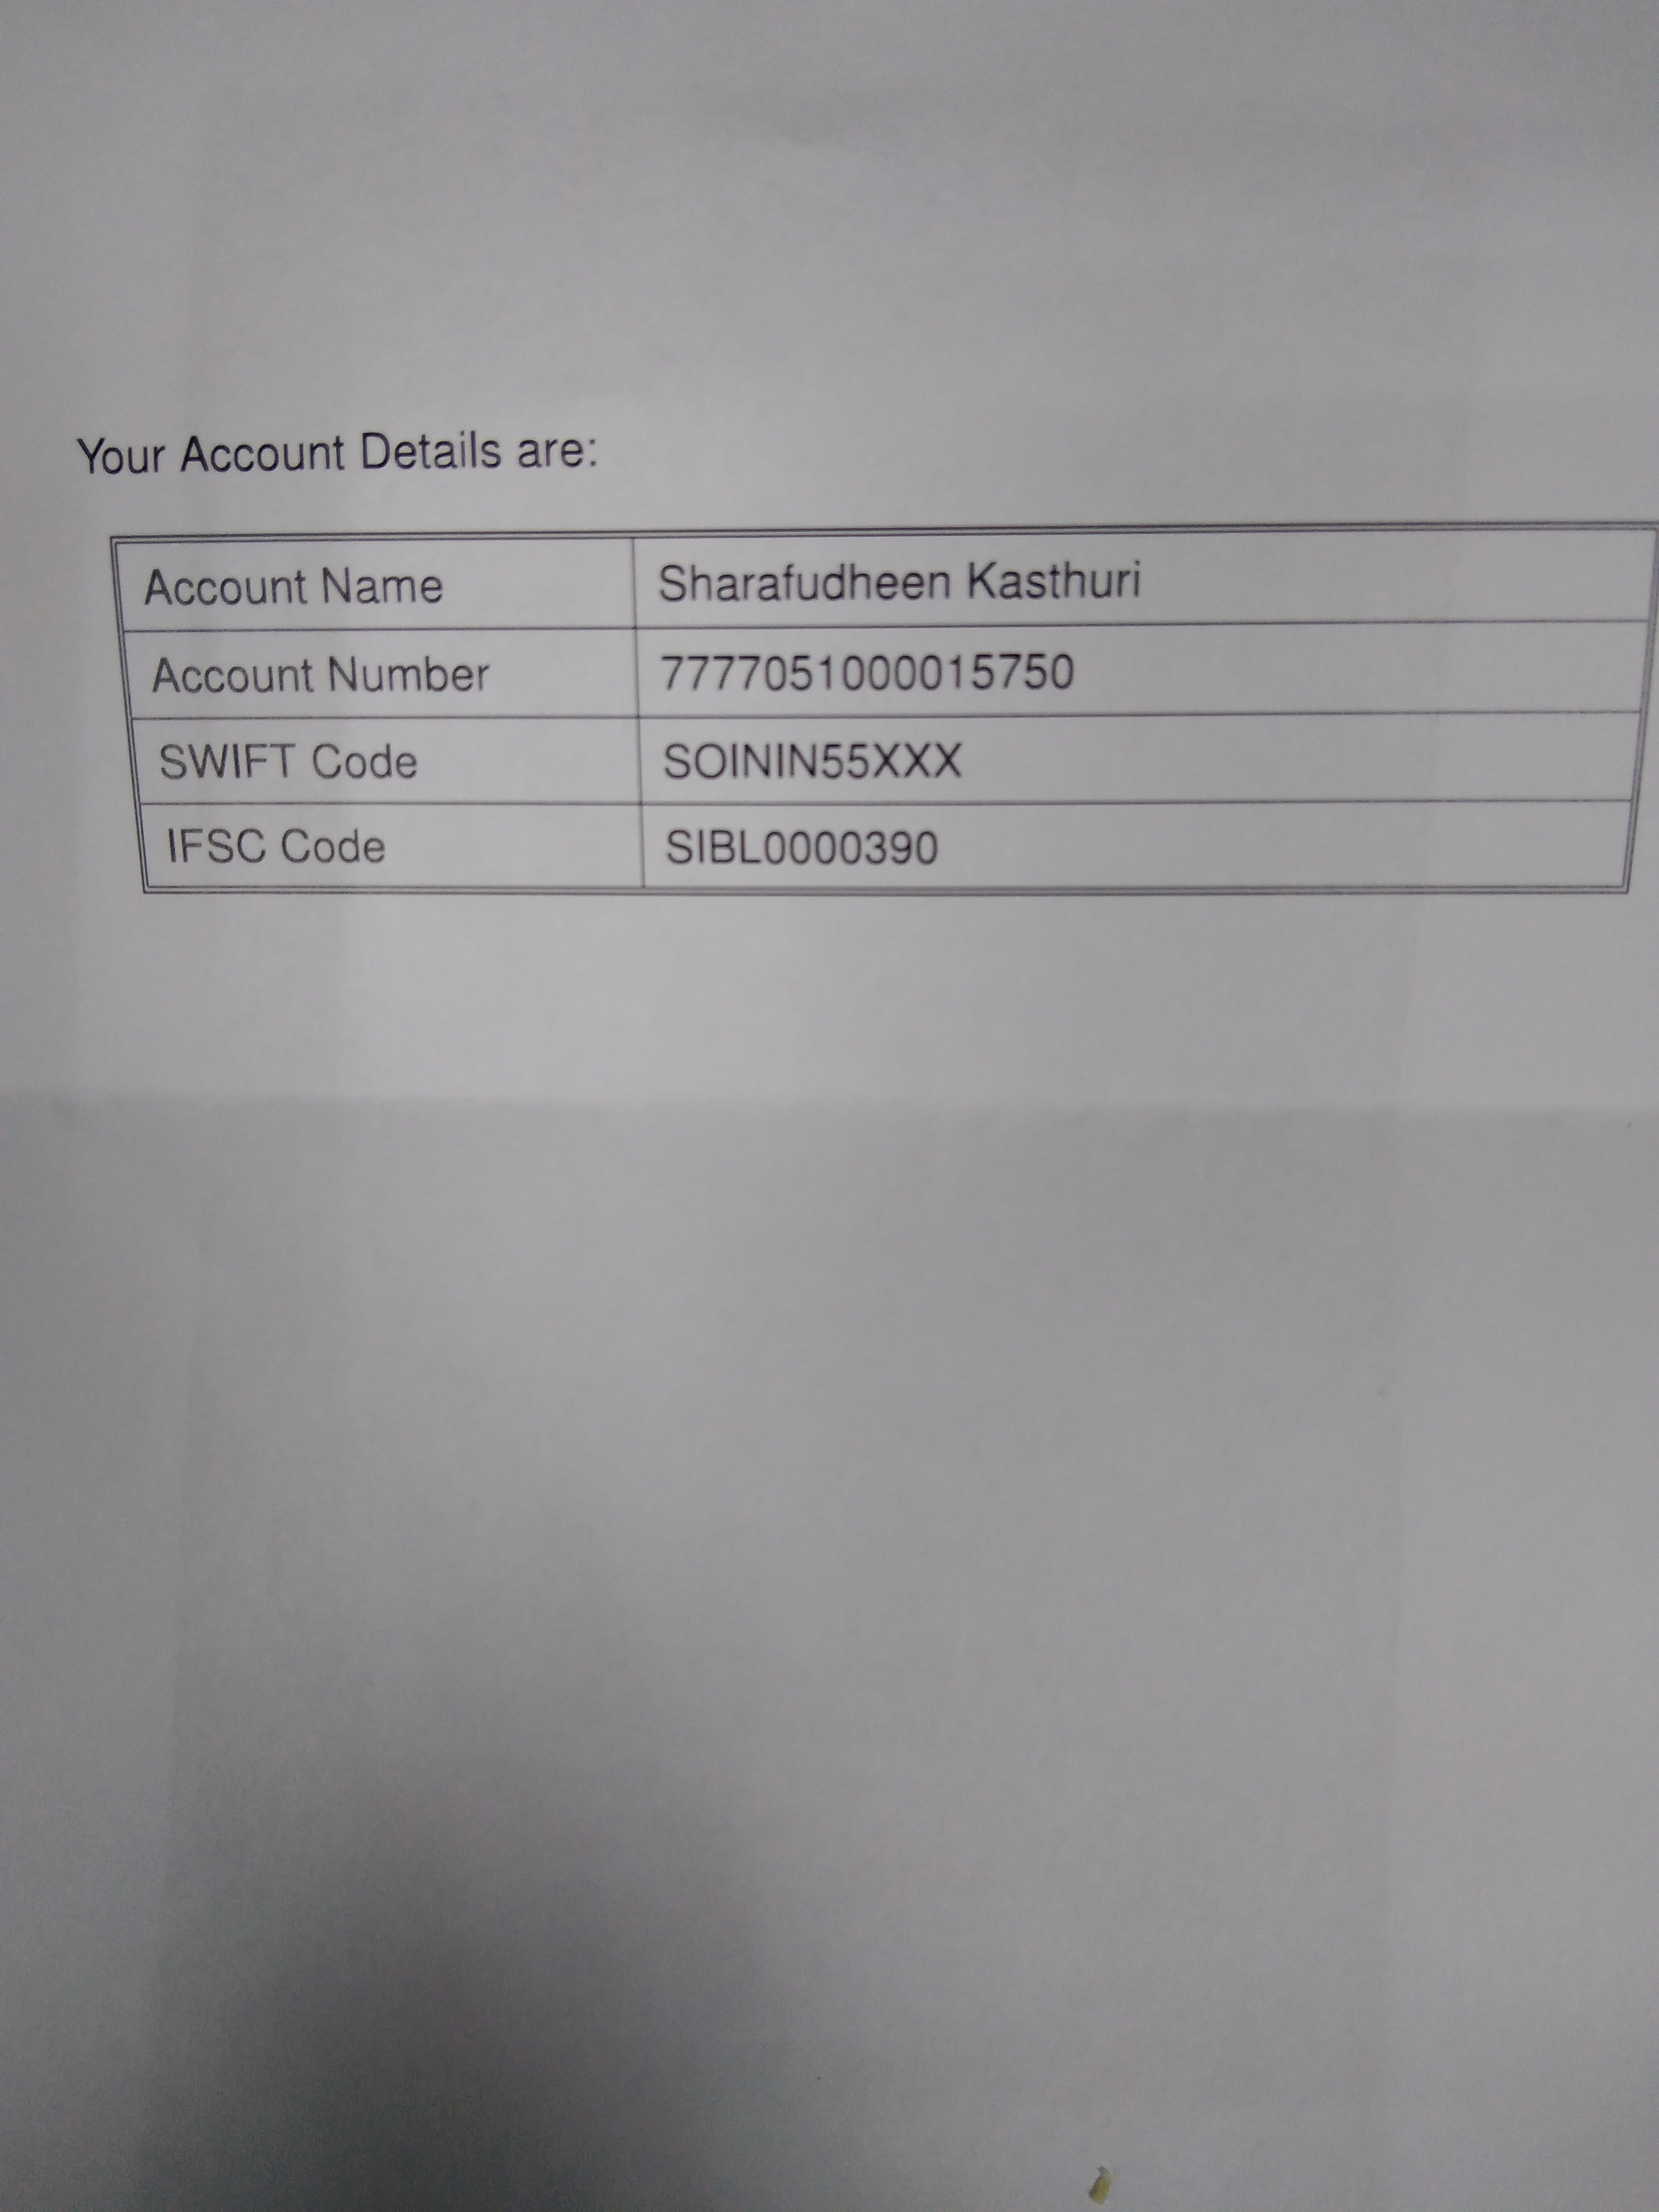 Your Account Details are:
Account Name Sharafudheen Kasthuri
Account Number 7777051000015750
SWIFT Code SOININ55XXX
IFSC Code SIBL0000390